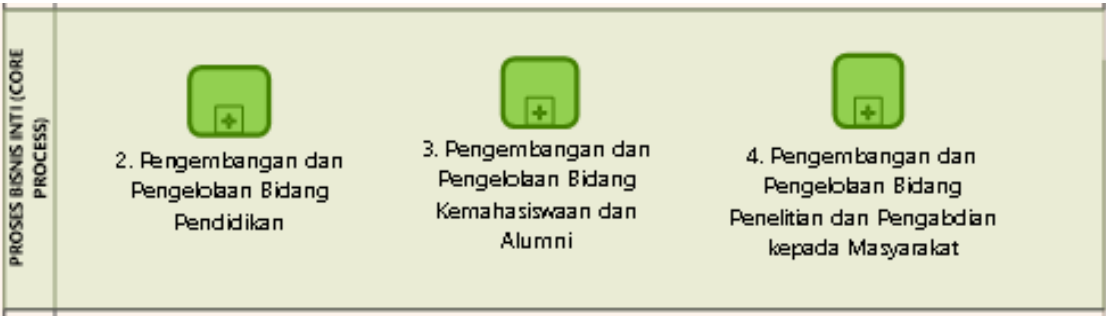 PROSES BISNIS INTI (CORE
PROCESS)
2. Pengembangan dan
Pengelolaan Bidang
Pendidikan
3. Pengembangan dan
Pengelolaan Bidang
Kemahasiswaan dan
Alumni
4. Pengembangan dan
Pengelolaan Bidang
Penelitian dan Pengabdian
kepada Masyarakat